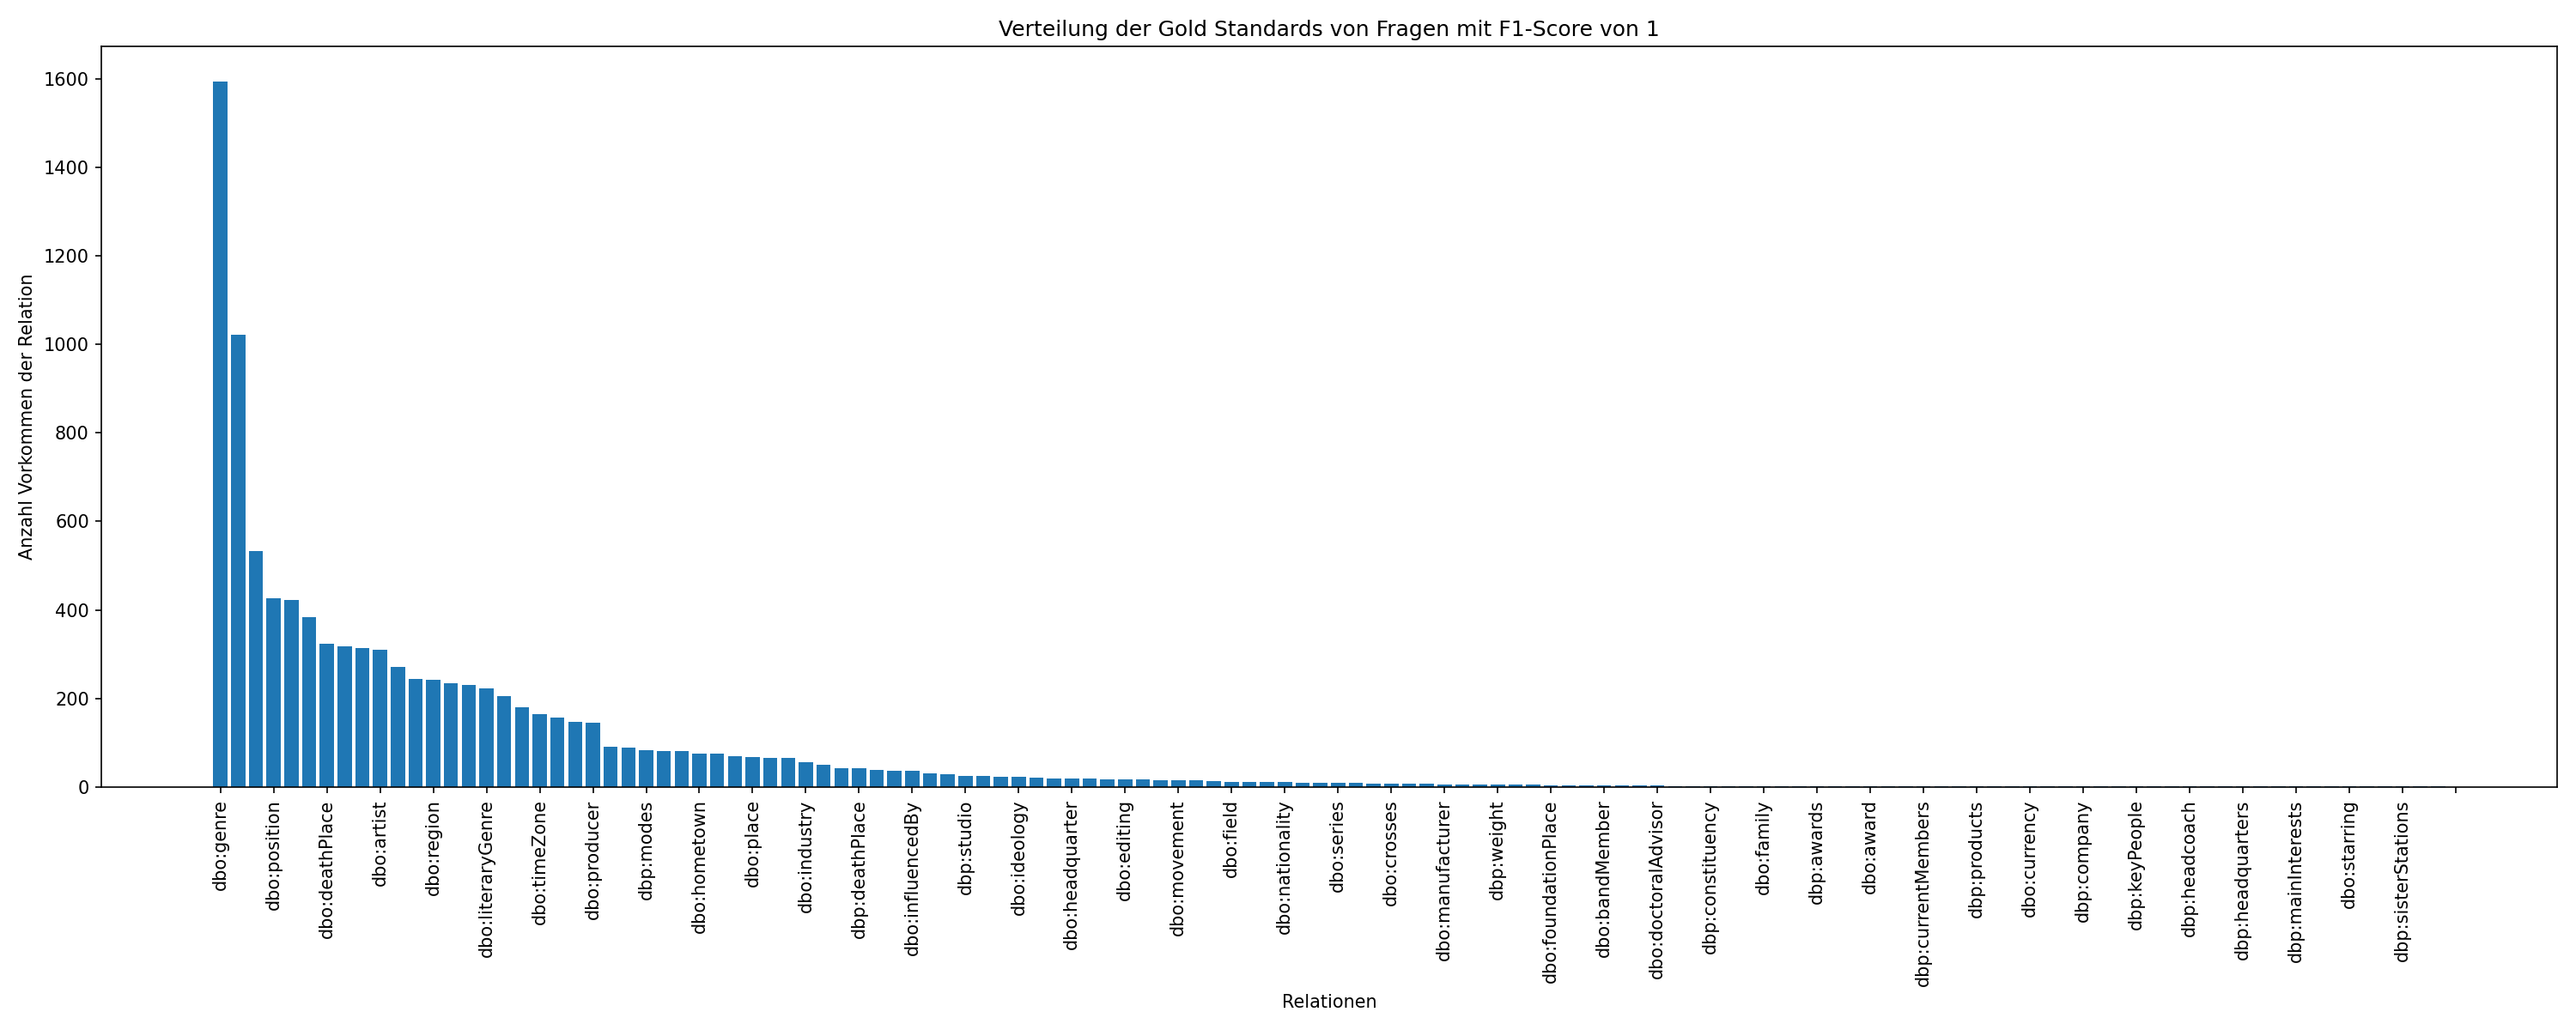 Verteilung der Gold Standards von Fragen mit F1-Score von 1
Anzahl Vorkommen der Relation
1600
1400
1200
1000
800
600
400
200
0
dbo:genre
dbo:position
dbo:deathPlace
dbo:artist
dbo:region
dbo:literaryGenre
dbo:timeZone
dbo:producer
dbp:modes
dbo:hometown
dbo:place
dbo:industry
dbp:deathPlace
dbo:influencedBy
dbp:studio
dbo:ideology
dbo:headquarter
dbo:editing
dbo:movement
dbo:field
dbo:nationality
dbo:series
dbo:crosses
dbo:manufacturer
dbp:weight
dbo:foundationPlace
dbo:bandMember
dbo:doctoralAdvisor
dbp:constituency
dbo:family
dbp:awards
dbo:award
dbp:currentMembers
dbp:products
dbo:currency
dbp:company
dbp:keyPeople
dbp:headcoach
dbp:headquarters
dbp:mainInterests
dbo:starring
dbp:sisterStations
Relationen